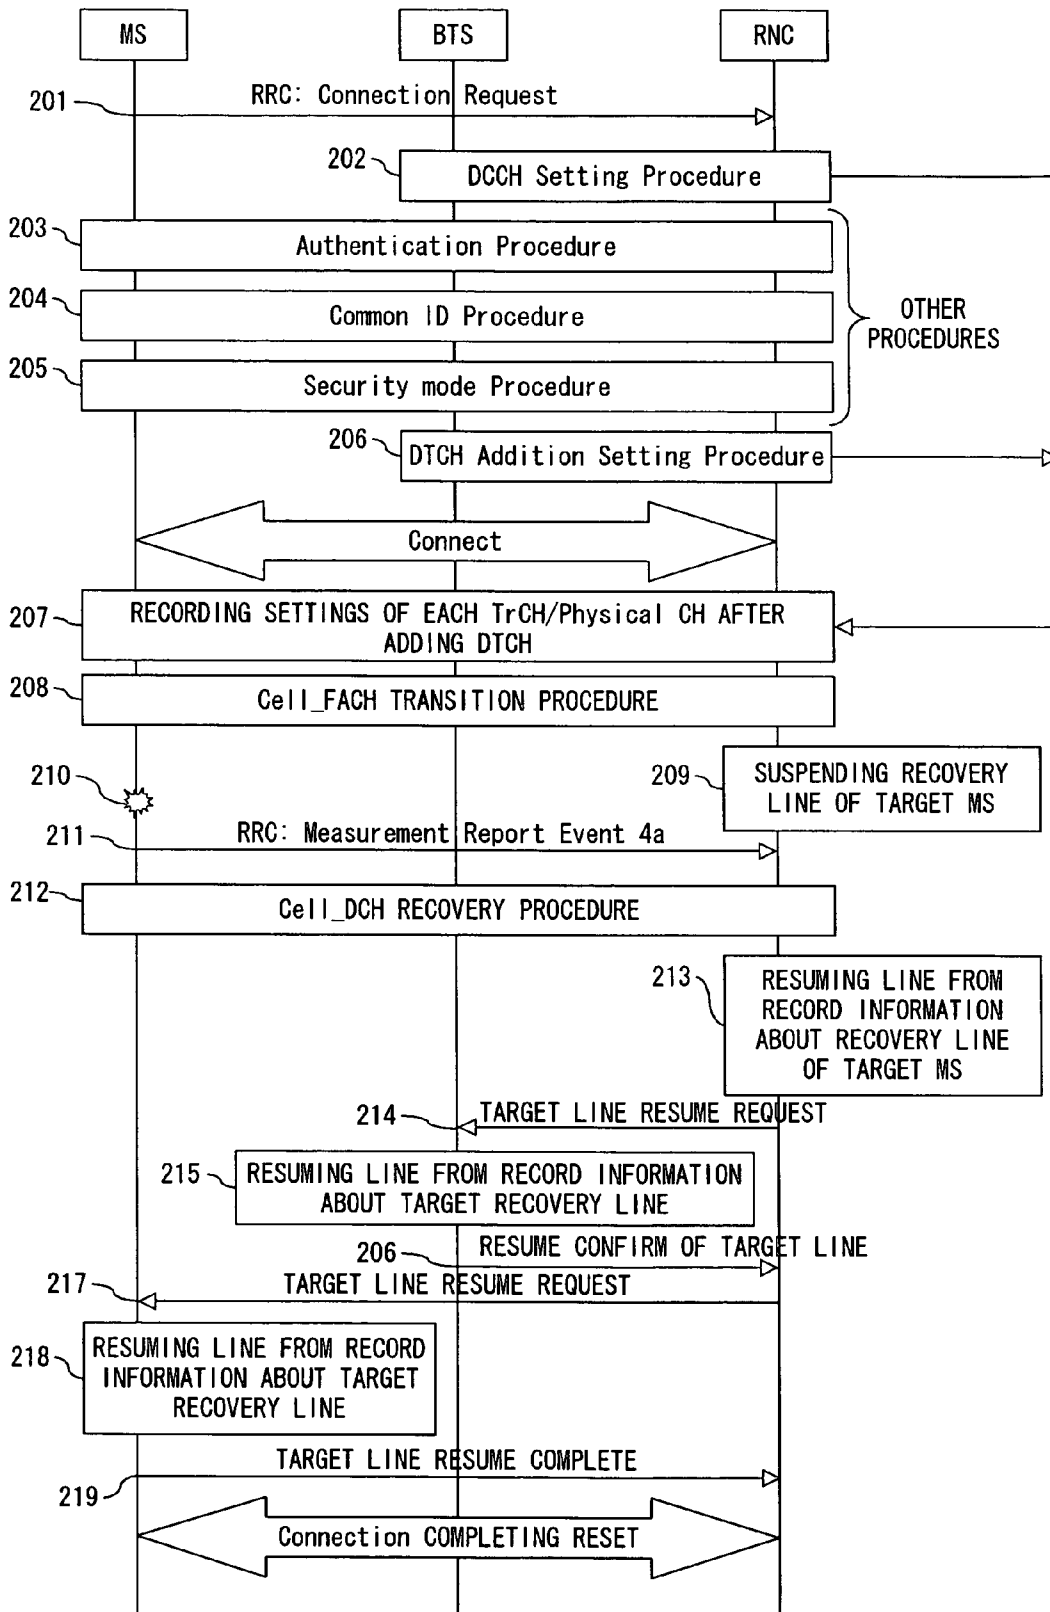 MS
BTS
RNC
201
RRC: Connection Request
202
DCCH Setting Procedure
203
Authentication Procedure
204
Common ID Procedure
OTHER
PROCEDURES
205
Security mode Procedure
206
DTCH Addition Setting Procedure
Connect
207
RECORDING SETTINGS OF EACH TrCH/Physical CH AFTER
ADDING DTCH
208
Cell_FACH TRANSITION PROCEDURE
209
SUSPENDING RECOVERY
LINE OF TARGET MS
210
211
RRC: Measurement Report Event 4a
212
Cell_DCH RECOVERY PROCEDURE
213
RESUMING LINE FROM
RECORD INFORMATION
ABOUT RECOVERY LINE
OF TARGET MS
214
TARGET LINE RESUME REQUEST
215
RESUMING LINE FROM RECORD INFORMATION
ABOUT TARGET RECOVERY LINE
206
RESUME CONFIRM OF TARGET LINE
217
TARGET LINE RESUME REQUEST
218
RESUMING LINE FROM RECORD
INFORMATION ABOUT TARGET
RECOVERY LINE
TARGET LINE RESUME COMPLETE
219
Connection COMPLETING RESET